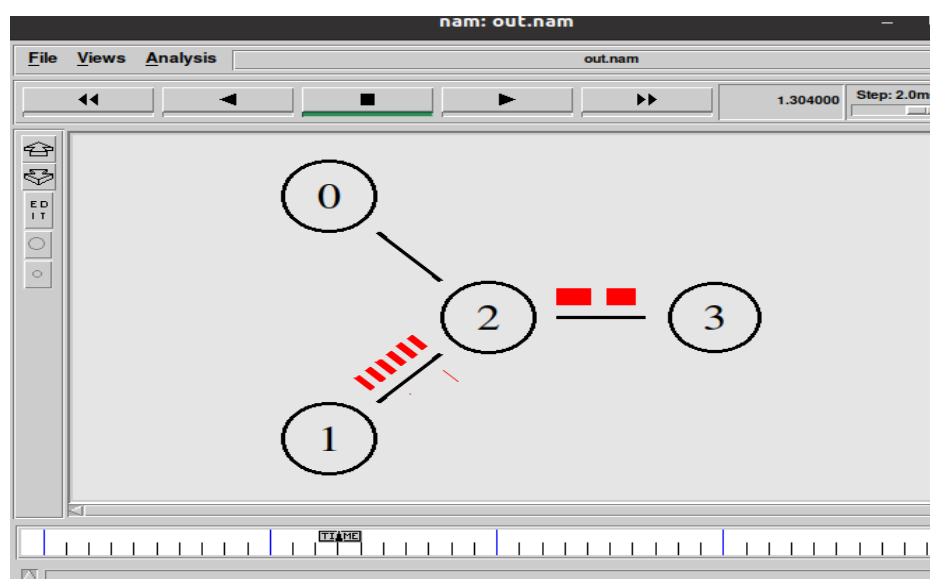 nam: out.nam
File Views Analysis out.nam
1.304000 Step: 2.0m
E D
I T
0
2
3
1
TIME